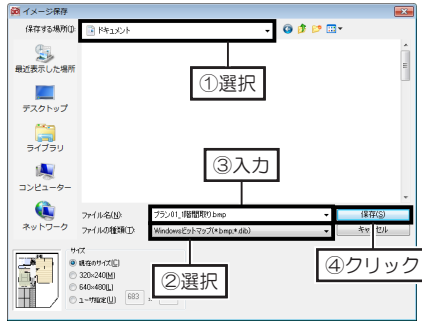 イメージ保存
保存する場所(I):
ドキュメント
①選択
最近表示した場所
デスクトップ
ライブラリ
コンピューター
ネットワーク
③入力
ファイル名(N):
プラン01_1階間取り.bmp
保存(S)
ファイルの種類(T):
Windowsビットマップ(*.bmp,*.dib)
キャ セル
②選択
④クリック
サイズ
現在のサイズ(E)
320×240(M)
640×480(L)
ユーザ指定(U)
683